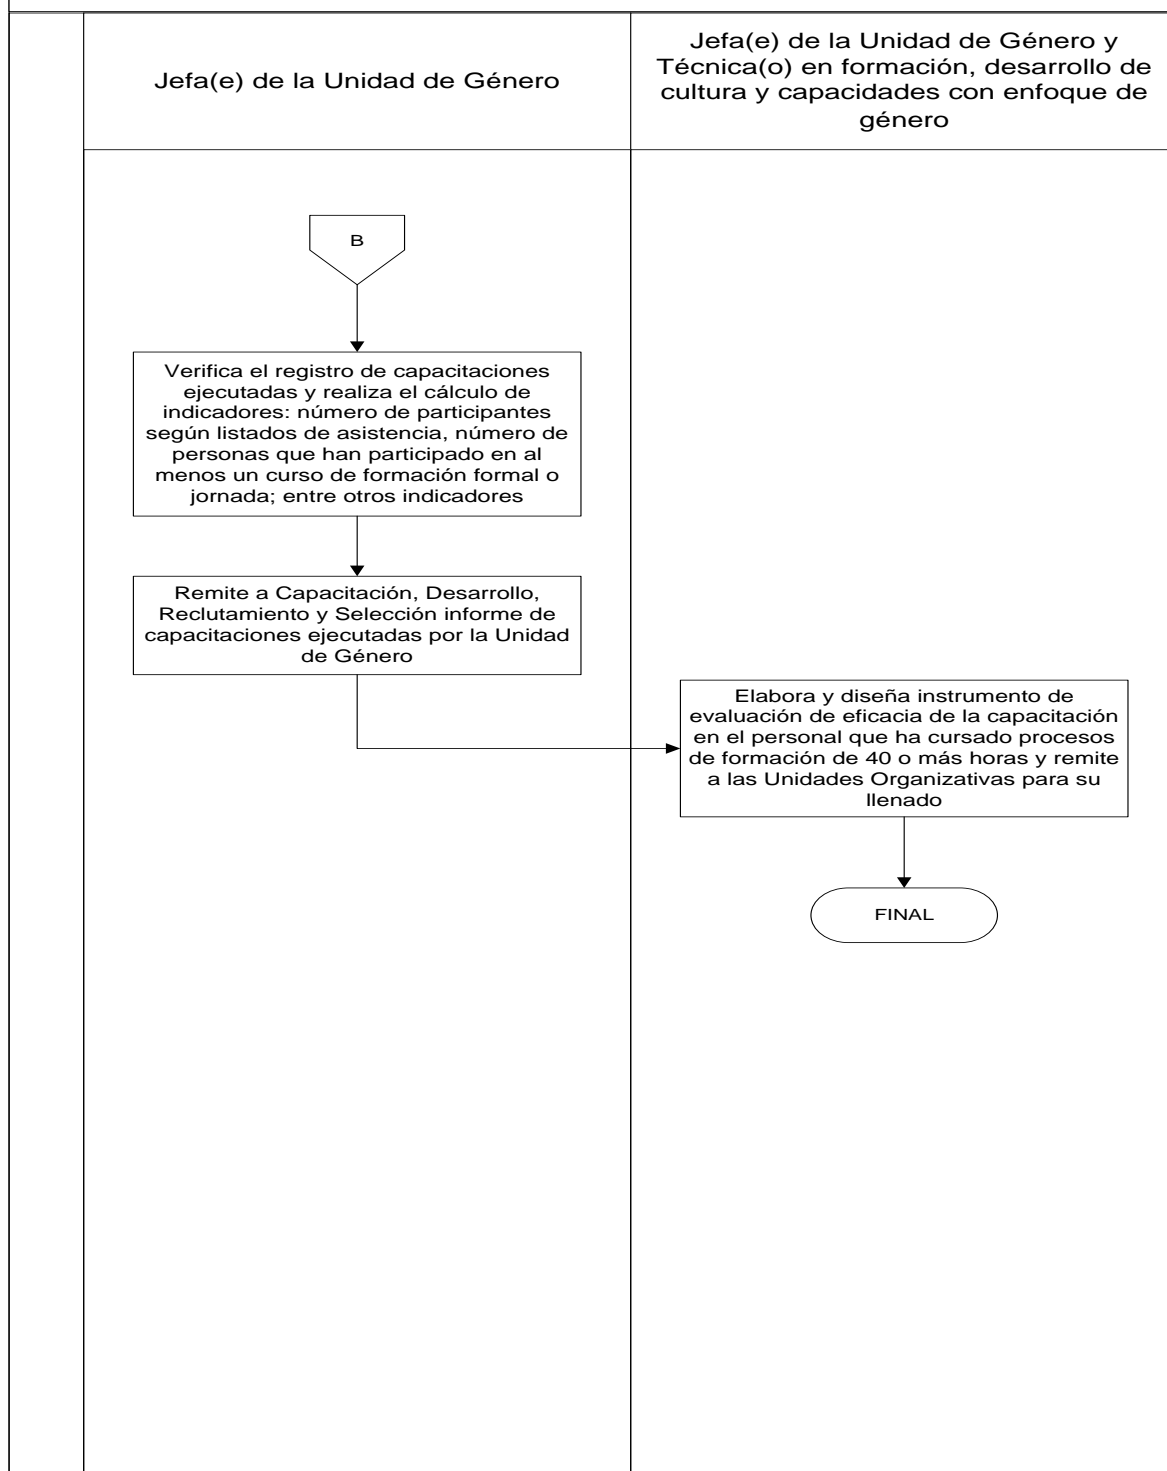 Jefa(e) de la Unidad de Género
Jefa(e) de la Unidad de Género y
Técnica(o) en formación, desarrollo de
cultura y capacidades con enfoque de
género
B
Verifica el registro de capacitaciones
ejecutadas y realiza el cálculo de
indicadores: número de participantes
según listados de asistencia, número de
personas que han participado en al
menos un curso de formación formal o
jornada; entre otros indicadores
Remite a Capacitación, Desarrollo,
Reclutamiento y Selección informe de
capacitaciones ejecutadas por la Unidad
de Género
Elabora y diseña instrumento de
evaluación de eficacia de la capacitación
en el personal que ha cursado procesos
de formación de 40 o más horas y remite
a las Unidades Organizativas para su
llenado
FINAL